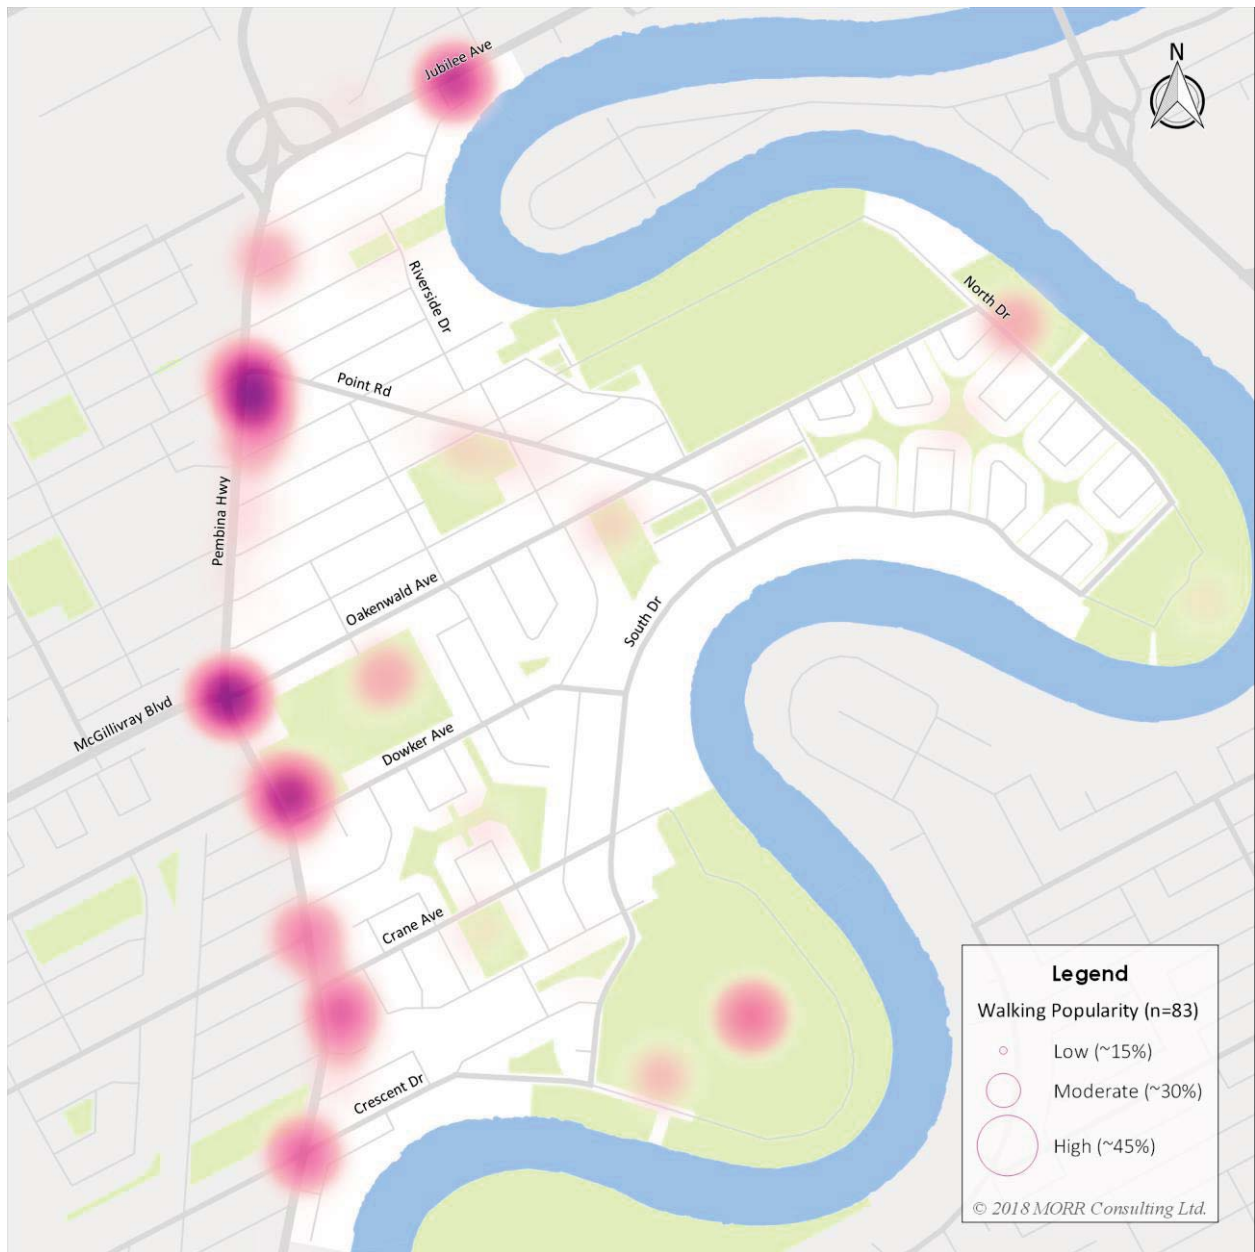 Jubilee Ave
N
Riverside Dr
North Dr
Point Rd
Pembina Hwy
Oakenwald Ave
South Dr
McGillivray Blvd
Dowker Ave
Crane Ave
Crescent Dr
Legend
Walking Popularity (n=83)
Low (~15%)
Moderate (~30%)
High (~45%)
© 2018 MORR Consulting Ltd.